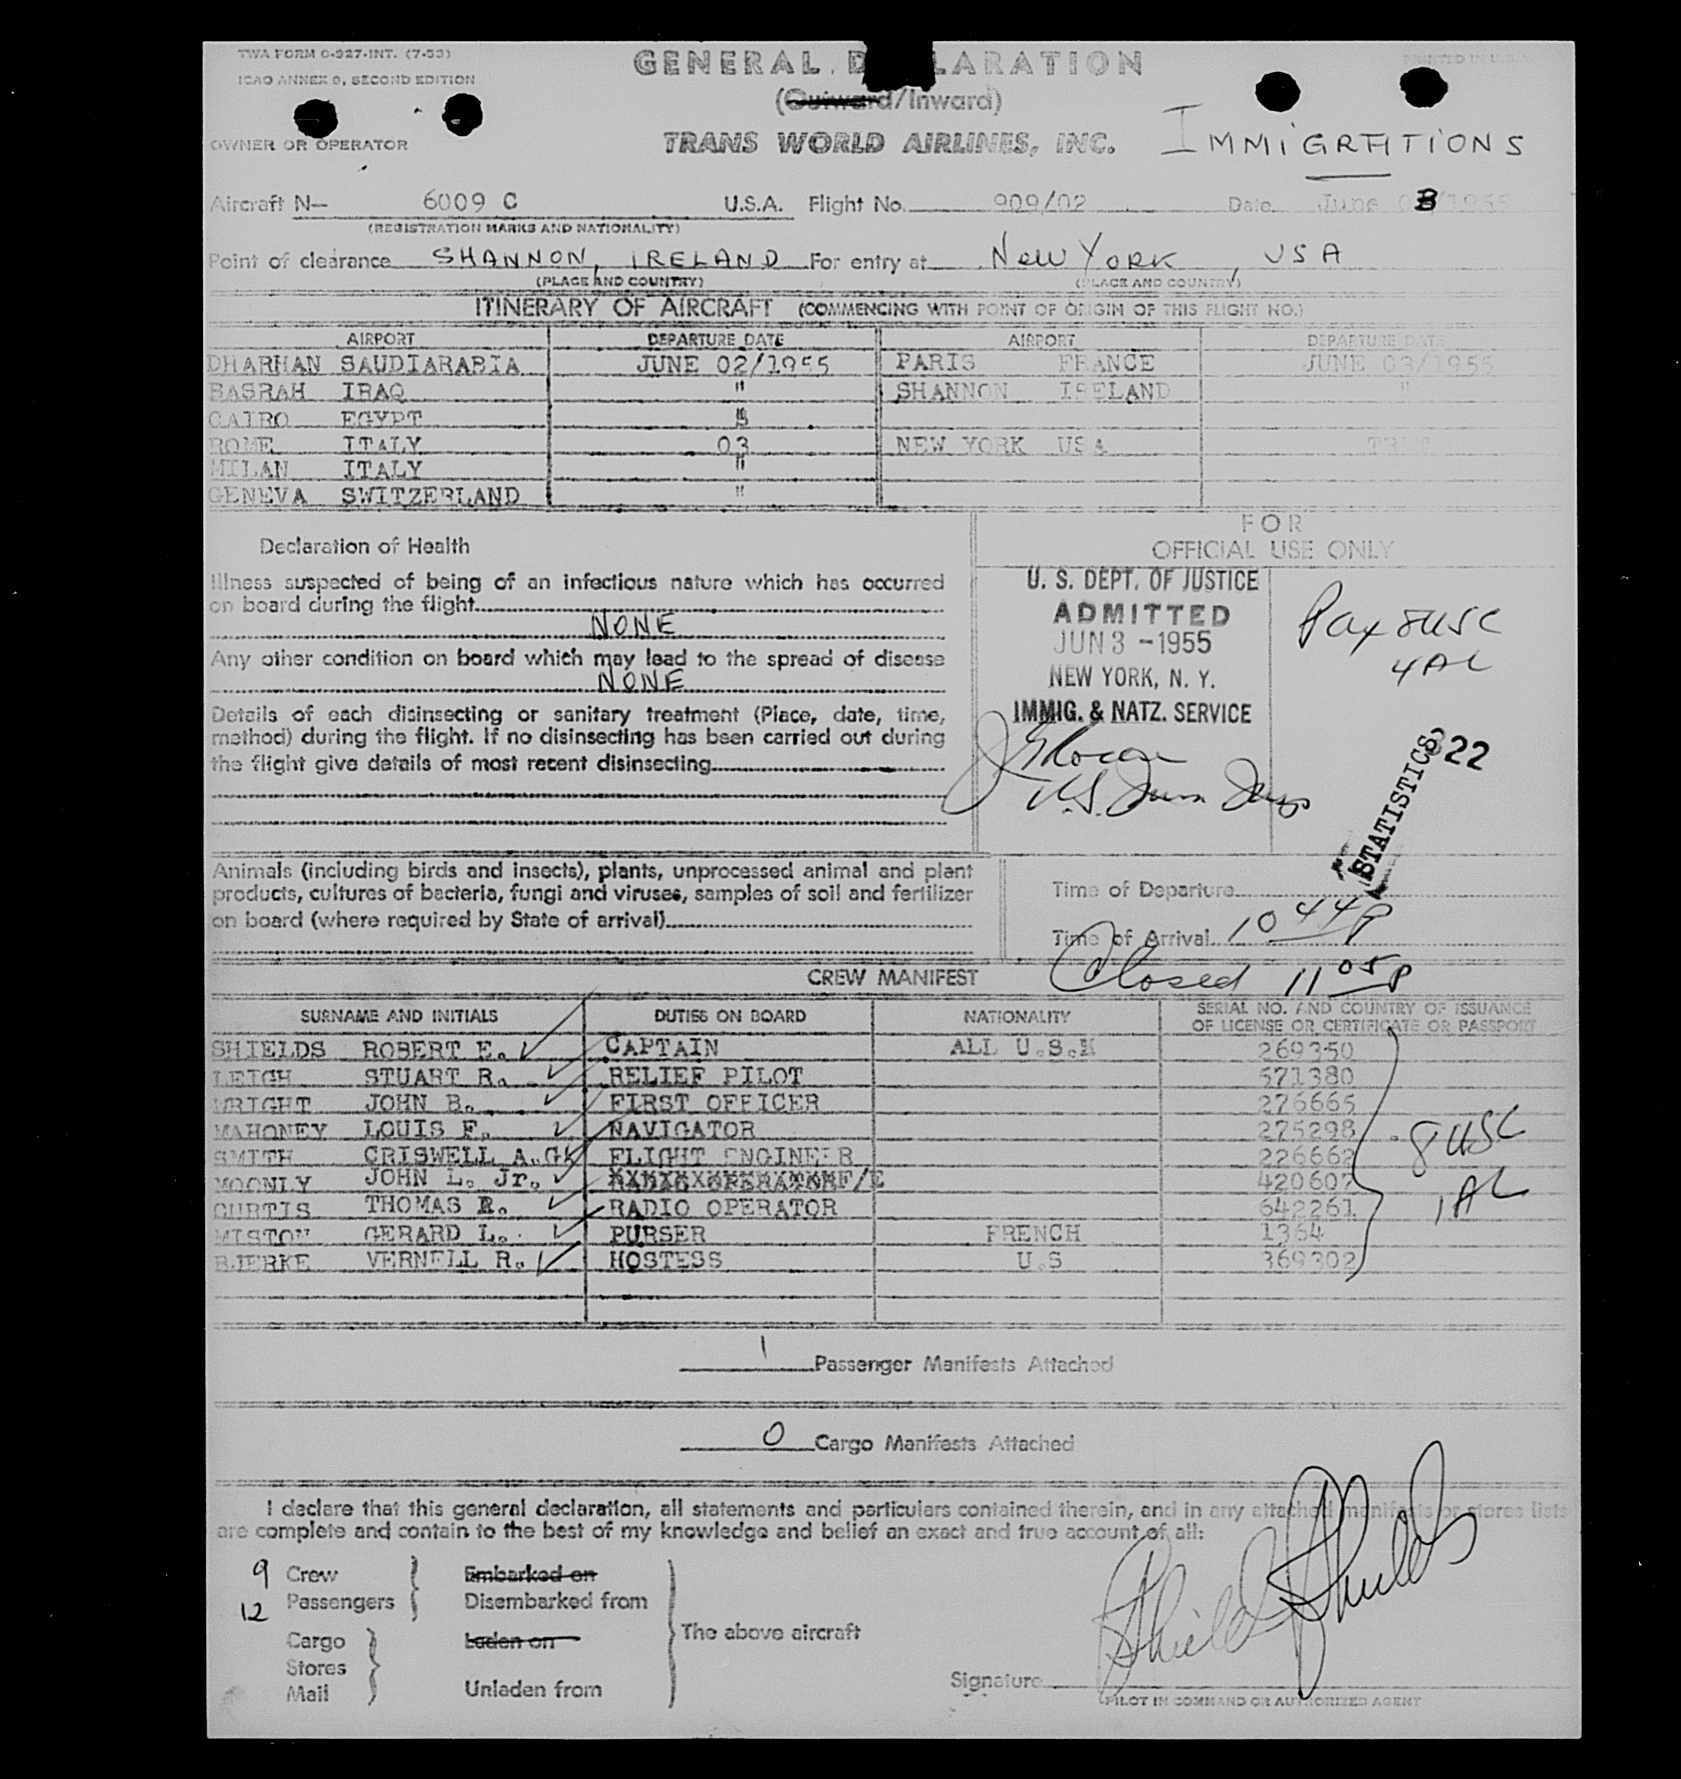 TWA FORM O-927-INT. (7-53)
ICAO ANNEX 9, SECOND EDITION
PRINTED IN U.S.A.
GENERAL D LARATION
(Outward/Inward)
OWNER OR OPERATOR
TRANS WORLD AIRLINES, INC.
IMMiGRATiONS
Aircraft N— 6009 C U.S.A. Flight No. 909/02 Date June 03/1955
(REGISTRATION MARKS AND NATIONALITY)
Point of clearance SHANNON, IRELAND For entry at New York, USA
(PLACE AND COUNTRY) (PLACE AND COUNTRY)
ITINERARY OF AIRCRAFT (COMMENCING WITH POINT OF ORIGIN OF THIS FLIGHT NO.)
AIRPORT DEPARTURE DATE AIRPORT DEPARTURE DATE
DHARHAN SAUDIARABIA JUNE 02/1955 PARIS FRANCE JUNE 03/1955
BASRAH IRAQ " SHANNON IRELAND "
CAIRO EGYPT
ROME ITALY 03 NEW YORK USA
MILAN ITALY "
GENEVA SWITZERLAND "
FOR
OFFICIAL USE ONLY
Declaration of Health
Illness suspected of being of an infectious nature which has occurred
on board during the flight
NONE
Any other condition on board which may lead to the spread of disease
NONE
Details of each disinsecting or sanitary treatment (Place, date, time,
method) during the flight. If no disinsecting has been carried out during
the flight give details of most recent disinsecting
U. S. DEPT. OF JUSTICE
ADMITTED
JUN 3 -1955
NEW YORK, N. Y.
IMMIG. & NATZ. SERVICE
U.S. Imm Insp
Pax 8USC
4AL
STATISTICS
322
Animals (including birds and insects), plants, unprocessed animal and plant
products, cultures of bacteria, fungi and viruses, samples of soil and fertilizer
on board (where required by State of arrival)
Time of Departure
Time of Arrival 10 44 P
Closed 11 05 P
CREW MANIFEST
SURNAME AND INITIALS DUTIES ON BOARD NATIONALITY SERIAL NO. AND COUNTRY OF ISSUANCE
OF LICENSE OR CERTIFICATE OR PASSPORT
SHIELDS ROBERT E. CAPTAIN ALL U.S. 269350
LEIGH STUART R. RELIEF PILOT 571380
WRIGHT JOHN B. FIRST OFFICER 276665
MAHONEY LOUIS F. NAVIGATOR 275298
SMITH CRISWELL A. FLIGHT ENGINEER 226662
MOONLY JOHN L. Jr. F/E 420607
CURTIS THOMAS R. RADIO OPERATOR 642261
MISTON GERARD L. PURSER FRENCH 1364
BJERKE VERNELL R. HOSTESS U.S 369302
8 USC
1 AL
1 Passenger Manifests Attached
0 Cargo Manifests Attached
I declare that this general declaration, all statements and particulars contained therein, and in any attached manifests or stores lists
are complete and contain to the best of my knowledge and belief an exact and true account of all:
9 Crew Embarked on
12 Passengers Disembarked from
The above aircraft
Cargo Laden on
Stores
Mail Unladen from
Signature Shields Shields
PILOT IN COMMAND OR AUTHORIZED AGENT